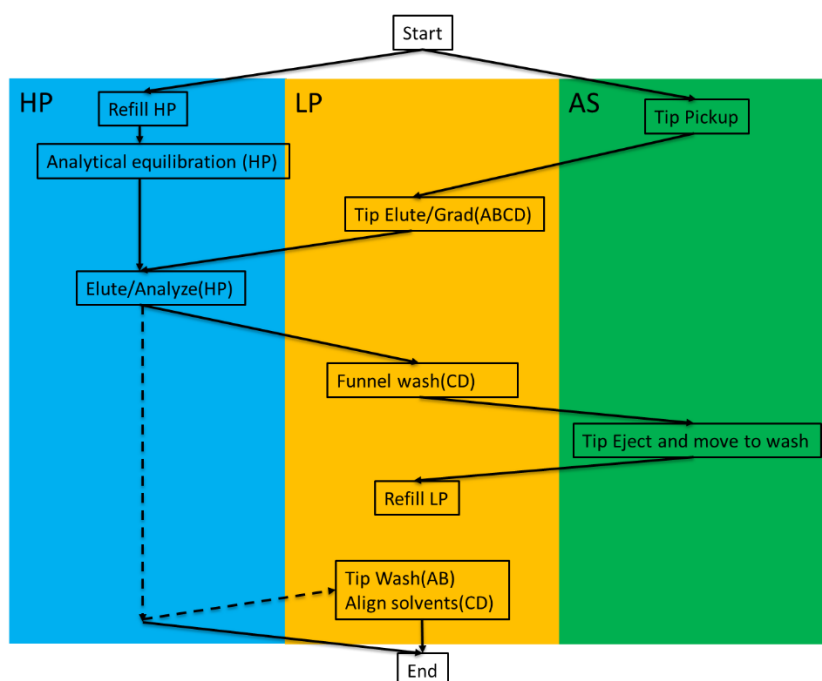 Start
HP
LP
AS
Refill HP
Tip Pickup
Analytical equilibration (HP)
Tip Elute/Grad(ABCD)
Elute/Analyze(HP)
Funnel wash(CD)
Tip Eject and move to wash
Refill LP
Tip Wash(AB)
Align solvents(CD)
End